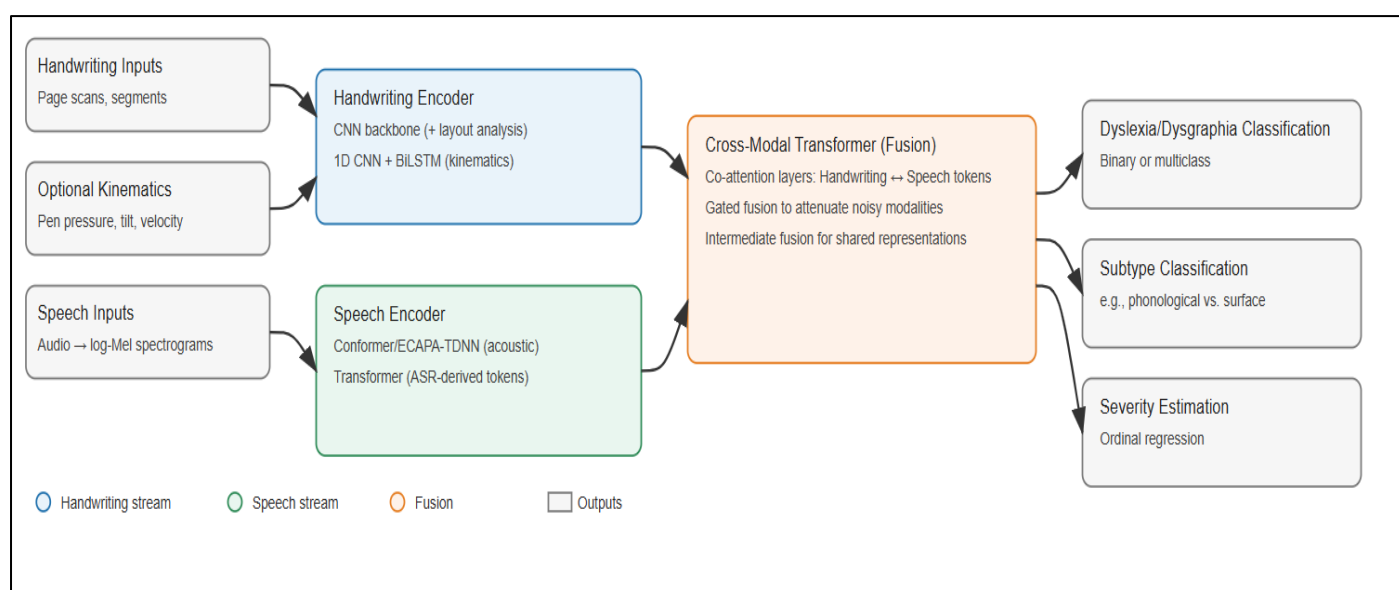 Handwriting Inputs
Page scans, segments
Optional Kinematics
Pen pressure, tilt, velocity
Speech Inputs
Audio → log-Mel spectrograms
Handwriting Encoder
CNN backbone (+ layout analysis)
1D CNN + BiLSTM (kinematics)
Speech Encoder
Conformer/ECAPA-TDNN (acoustic)
Transformer (ASR-derived tokens)
Cross-Modal Transformer (Fusion)
Co-attention layers: Handwriting ↔ Speech tokens
Gated fusion to attenuate noisy modalities
Intermediate fusion for shared representations
Dyslexia/Dysgraphia Classification
Binary or multiclass
Subtype Classification
e.g., phonological vs. surface
Severity Estimation
Ordinal regression
Handwriting stream
Speech stream
Fusion
Outputs